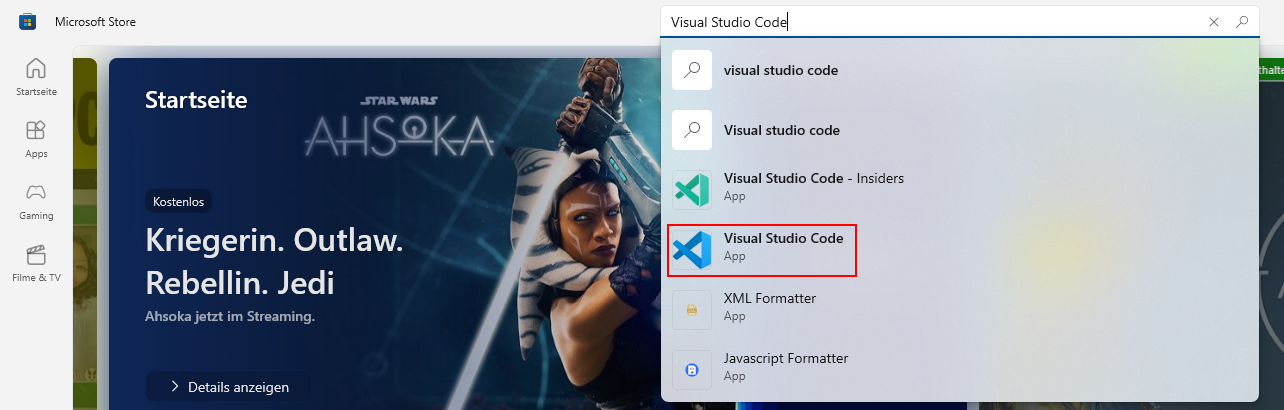 Microsoft Store
Visual Studio Code
Startseite
Apps
Gaming
Filme & TV
Startseite
STAR WARS
AHSOKA
Kostenlos
Kriegerin. Outlaw.
Rebellin. Jedi
Ahsoka jetzt im Streaming.
Details anzeigen
visual studio code
Visual studio code
Visual Studio Code - Insiders
App
Visual Studio Code
App
XML Formatter
App
Javascript Formatter
App